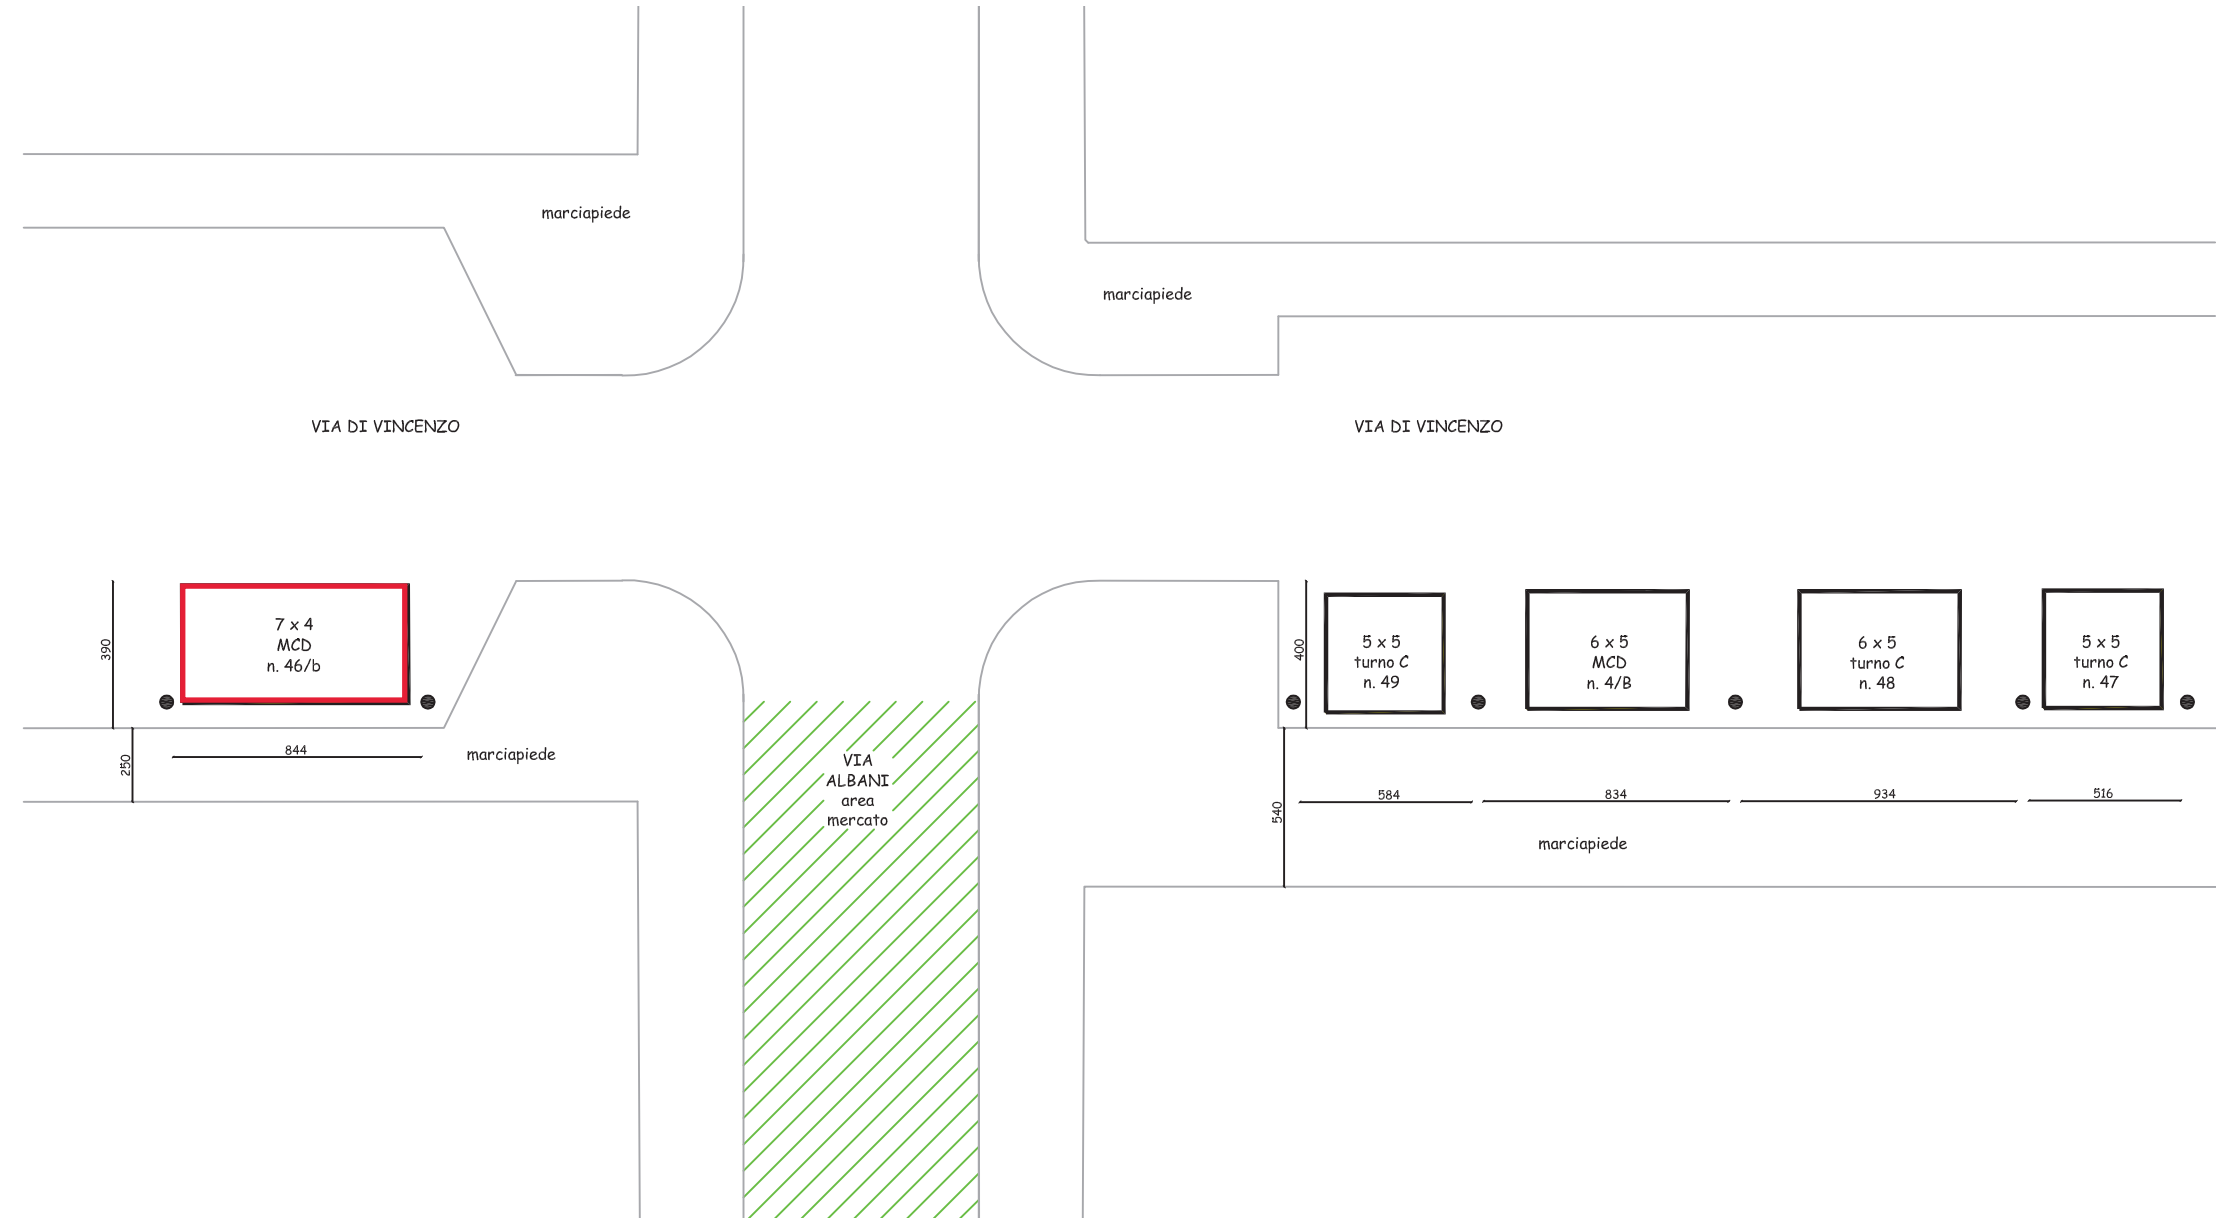 marciapiede
marciapiede
VIA DI VINCENZO
VIA DI VINCENZO
390
7 x 4
MCD
n. 46/b
400
5 x 5
turno C
n. 49
6 x 5
MCD
n. 4/B
6 x 5
turno C
n. 48
5 x 5
turno C
n. 47
250
844
marciapiede
VIA
ALBANI
area
mercato
540
584
834
934
516
marciapiede